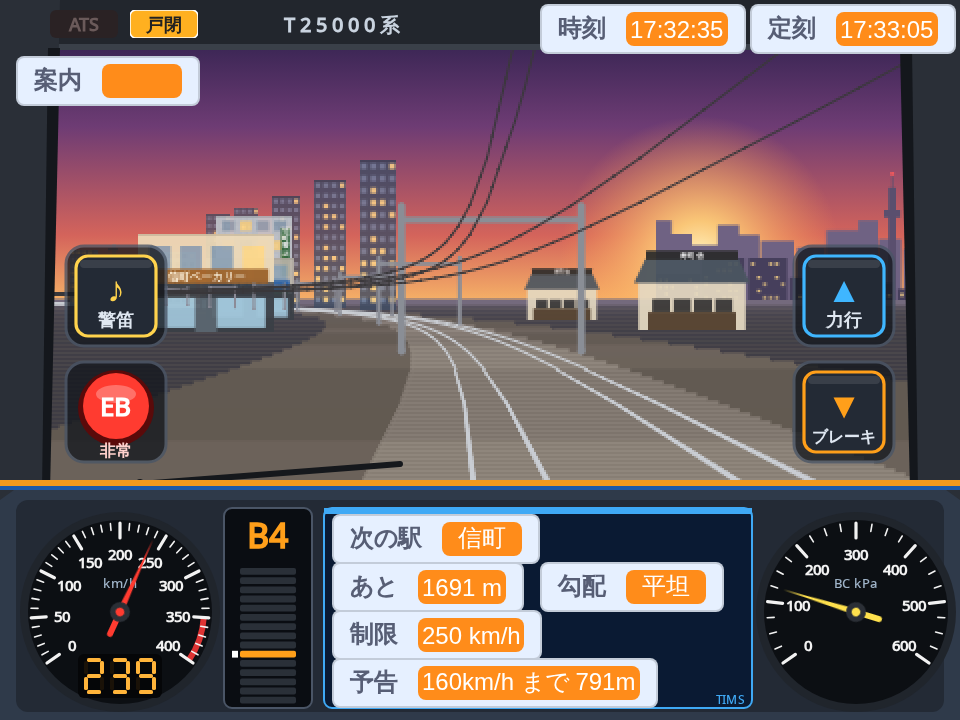 ATS
戸閉
T25000系
時刻 17:32:35
定刻 17:33:05
案内
信町ベーカリー
♪
警笛
EB
非常
▲
力行
▼
ブレーキ
0 50 100 150 200 250 300 350 400
km/h
239
B4
次の駅 信町
あと 1691 m
勾配 平坦
制限 250 km/h
予告 160km/h まで 791m
TIMS
0 100 200 300 400 500 600
BC kPa